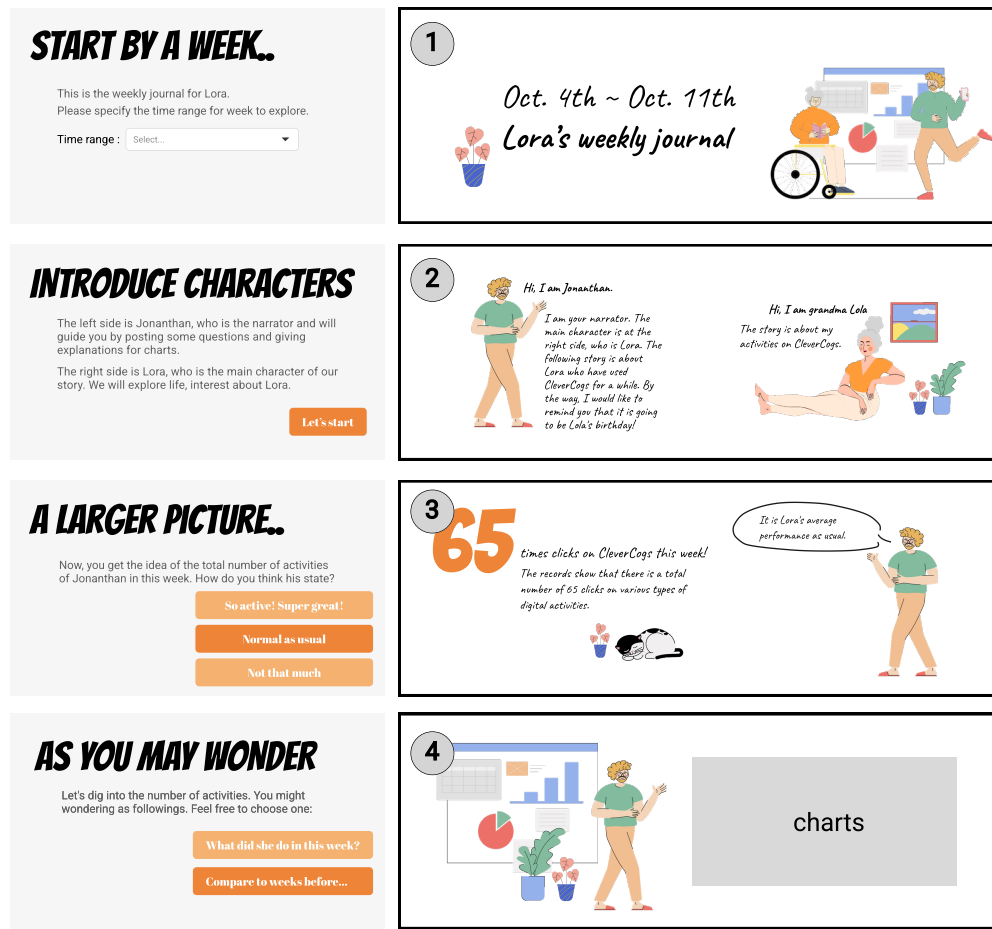 START BY A WEEK..
This is the weekly journal for Lora.
Please specify the time range for week to explore.
Time range :
Select...
1
Oct. 4th ~ Oct. 11th
Lora's weekly journal
INTRODUCE CHARACTERS
The left side is Jonanthan, who is the narrator and will
guide you by posting some questions and giving
explanations for charts.
The right side is Lora, who is the main character of our
story. We will explore life, interest about Lora.
Let's start
2
Hi, I am Jonanthan.
I am your narrator. The
main character is at the
right side, who is Lora. The
following story is about
Lora who have used
CleverCogs for a while. By
the way, I would like to
remind you that it is going
to be Lola's birthday!
Hi, I am grandma Lola
The story is about my
activities on CleverCogs.
A LARGER PICTURE..
Now, you get the idea of the total number of activities
of Jonanthan in this week. How do you think his state?
So active! Super great!
Normal as usual
Not that much
3
65
times clicks on CleverCogs this week!
The records show that there is a total
number of 65 clicks on various types of
digital activities.
It is Lora's average
performance as usual.
AS YOU MAY WONDER
Let's dig into the number of activities. You might
wondering as followings. Feel free to choose one:
What did she do in this week?
Compare to weeks before...
4
charts